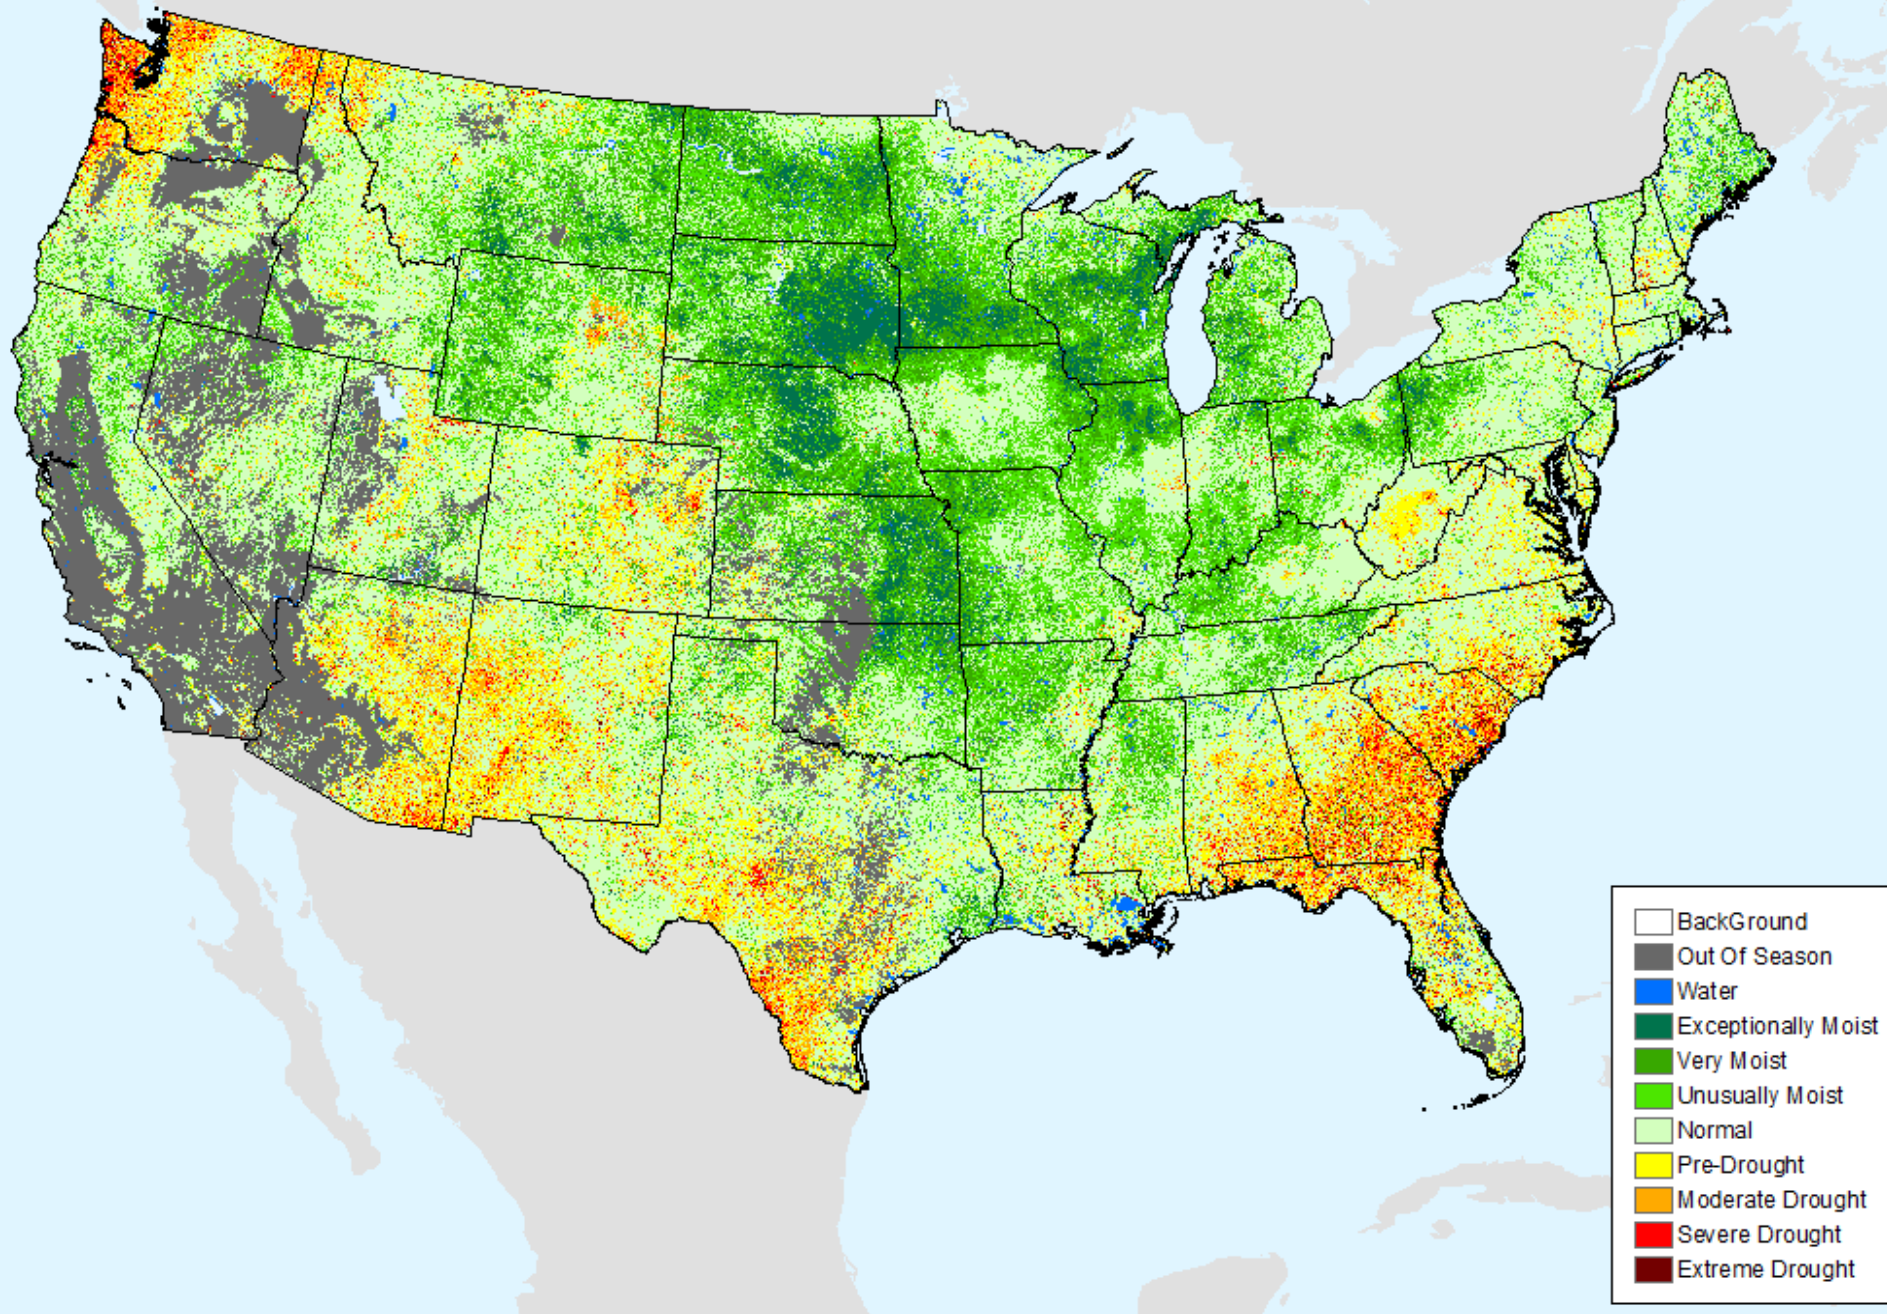 BackGround
Out Of Season
Water
Exceptionally Moist
Very Moist
Unusually Moist
Normal
Pre-Drought
Moderate Drought
Severe Drought
Extreme Drought